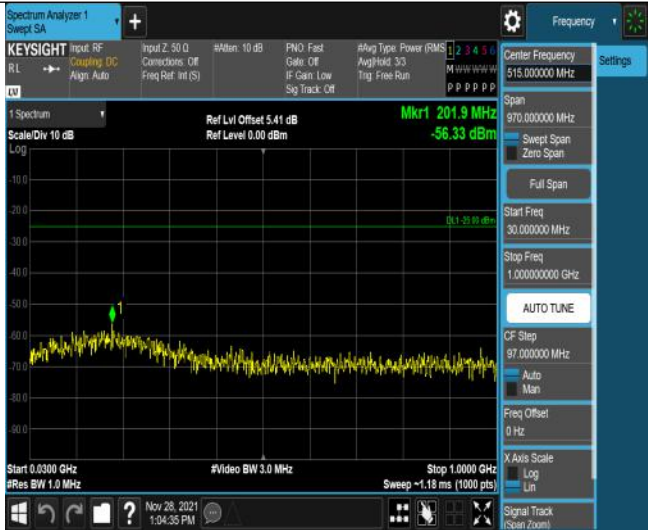 Spectrum Analyzer 1
Swept SA
+
Frequency
KEYSIGHT
RL
LV
Input: RF
Coupling: DC
Align: Auto
Input Z: 50 Ω
Corrections: Off
Freq Ref: Int (S)
#Atten: 10 dB
PNO: Fast
Gate: Off
IF Gain: Low
Sig Track: Off
#Avg Type: Power (RMS
Avg|Hold: 3/3
Trig: Free Run
1 2 3 4 5 6
M W W W W W
P P P P P P
Center Frequency
515.000000 MHz
Settings
Span
970.000000 MHz
Swept Span
Zero Span
Full Span
Start Freq
30.000000 MHz
Stop Freq
1.000000000 GHz
AUTO TUNE
CF Step
97.000000 MHz
Auto
Man
Freq Offset
0 Hz
X Axis Scale
Log
Lin
Signal Track
(Span Zoom)
1 Spectrum
Scale/Div 10 dB
Log
Ref Lvl Offset 5.41 dB
Ref Level 0.00 dBm
Mkr1 201.9 MHz
-56.33 dBm
-10.0
-20.0
DL1 -25.00 dBm
-30.0
-40.0
-50.0
1
-60.0
-70.0
-80.0
-90.0
Start 0.0300 GHz
#Res BW 1.0 MHz
#Video BW 3.0 MHz
Stop 1.0000 GHz
Sweep ~1.18 ms (1000 pts)
?
Nov 28, 2021
1:04:35 PM